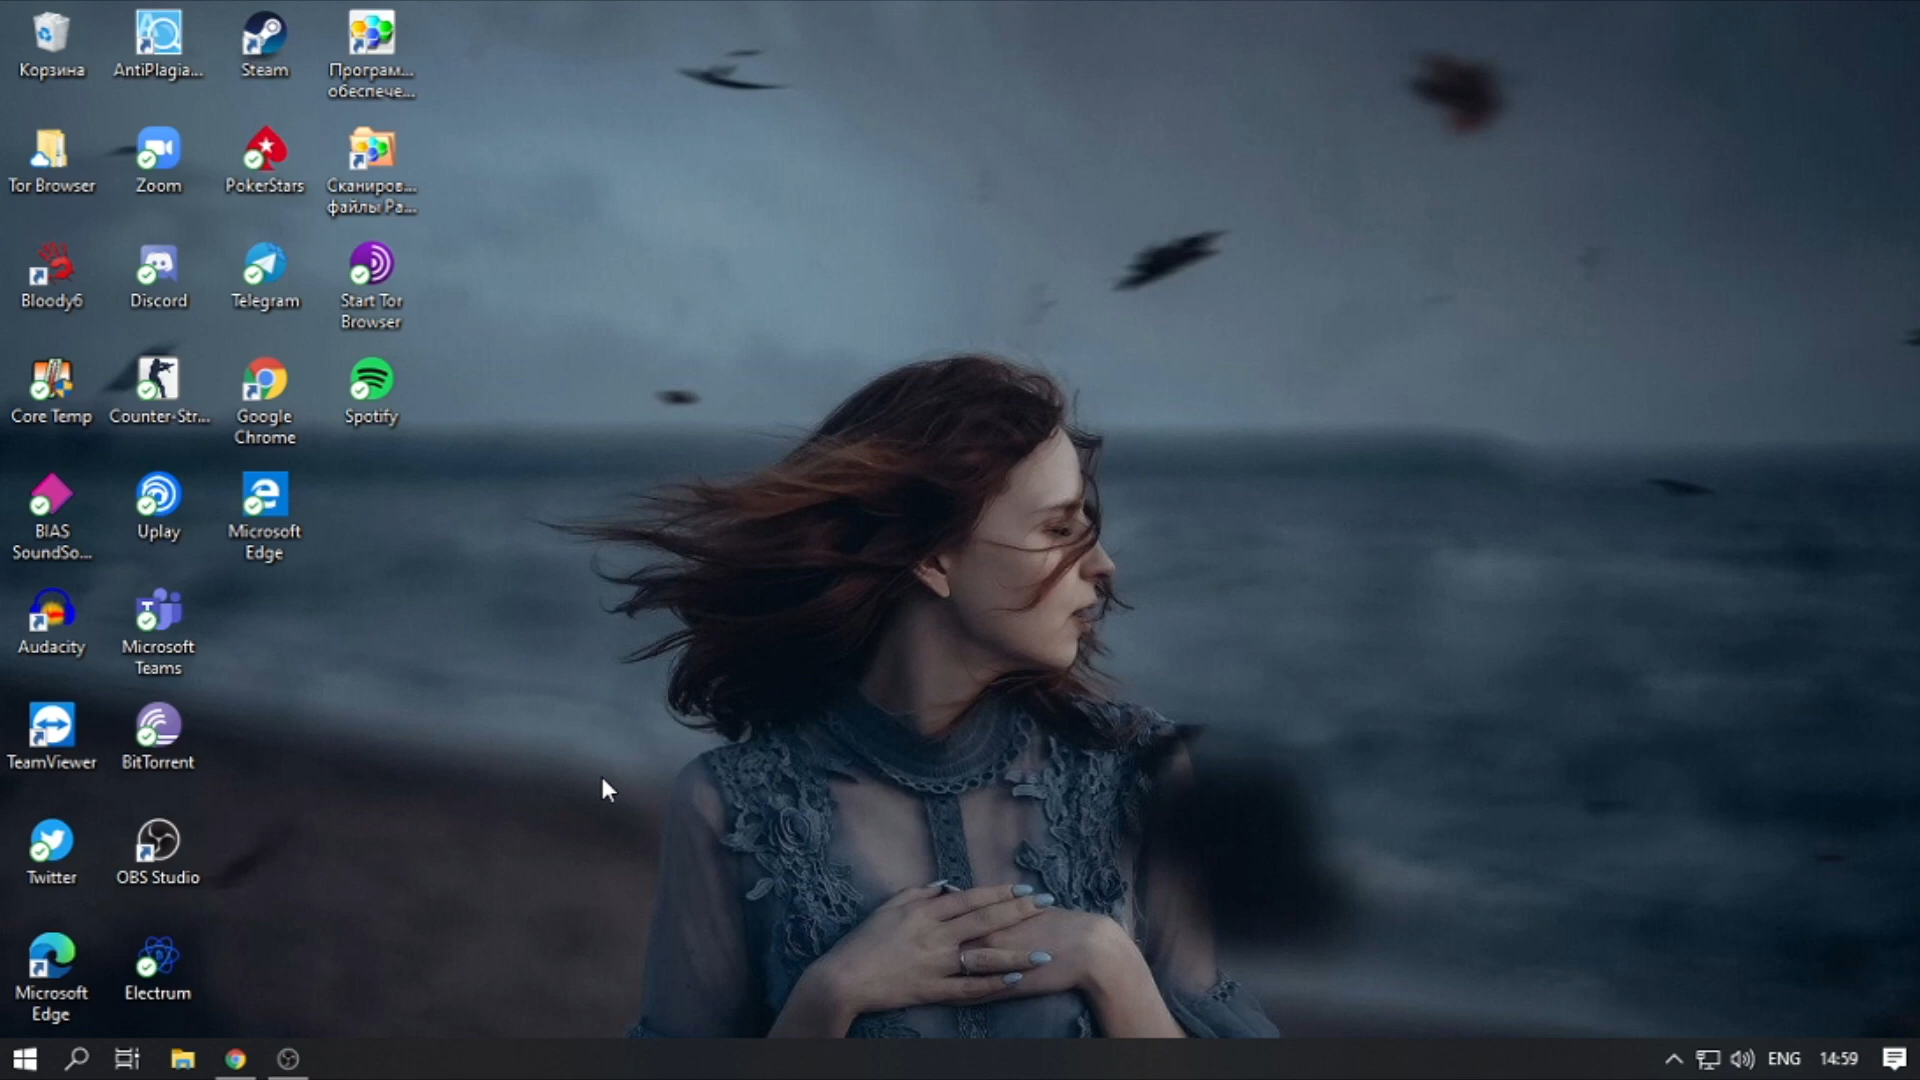 Корзина
AntiPlagia...
Steam
Програм...
обеспече...
Tor Browser
Zoom
PokerStars
Сканиров...
файлы Pa...
Bloody6
Discord
Telegram
Start Tor
Browser
Core Temp
Counter-Str...
Google
Chrome
Spotify
BIAS
SoundSo...
Uplay
Microsoft
Edge
Audacity
Microsoft
Teams
TeamViewer
BitTorrent
Twitter
OBS Studio
Microsoft
Edge
Electrum
ENG
14:59